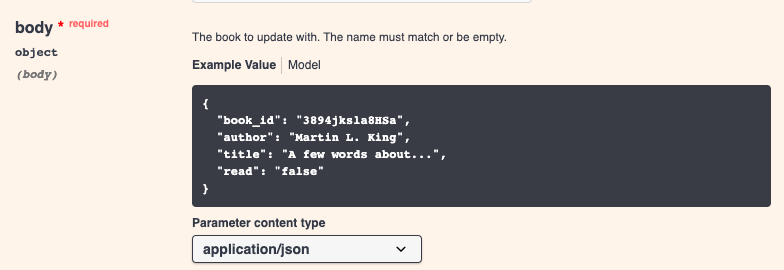 body * required
object
(body)
The book to update with. The name must match or be empty.
Example Value | Model
{
  "book_id": "3894jksla8HSa",
  "author": "Martin L. King",
  "title": "A few words about...",
  "read": "false"
}
Parameter content type
application/json